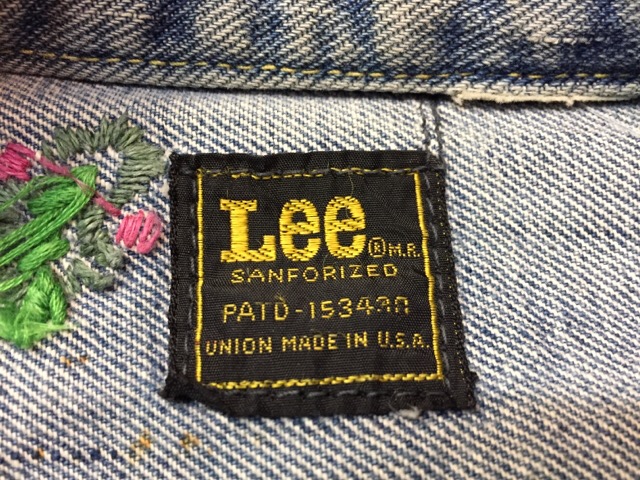 Lee ® M.R.
SANFORIZED
PATD-153438
UNION MADE IN U.S.A.